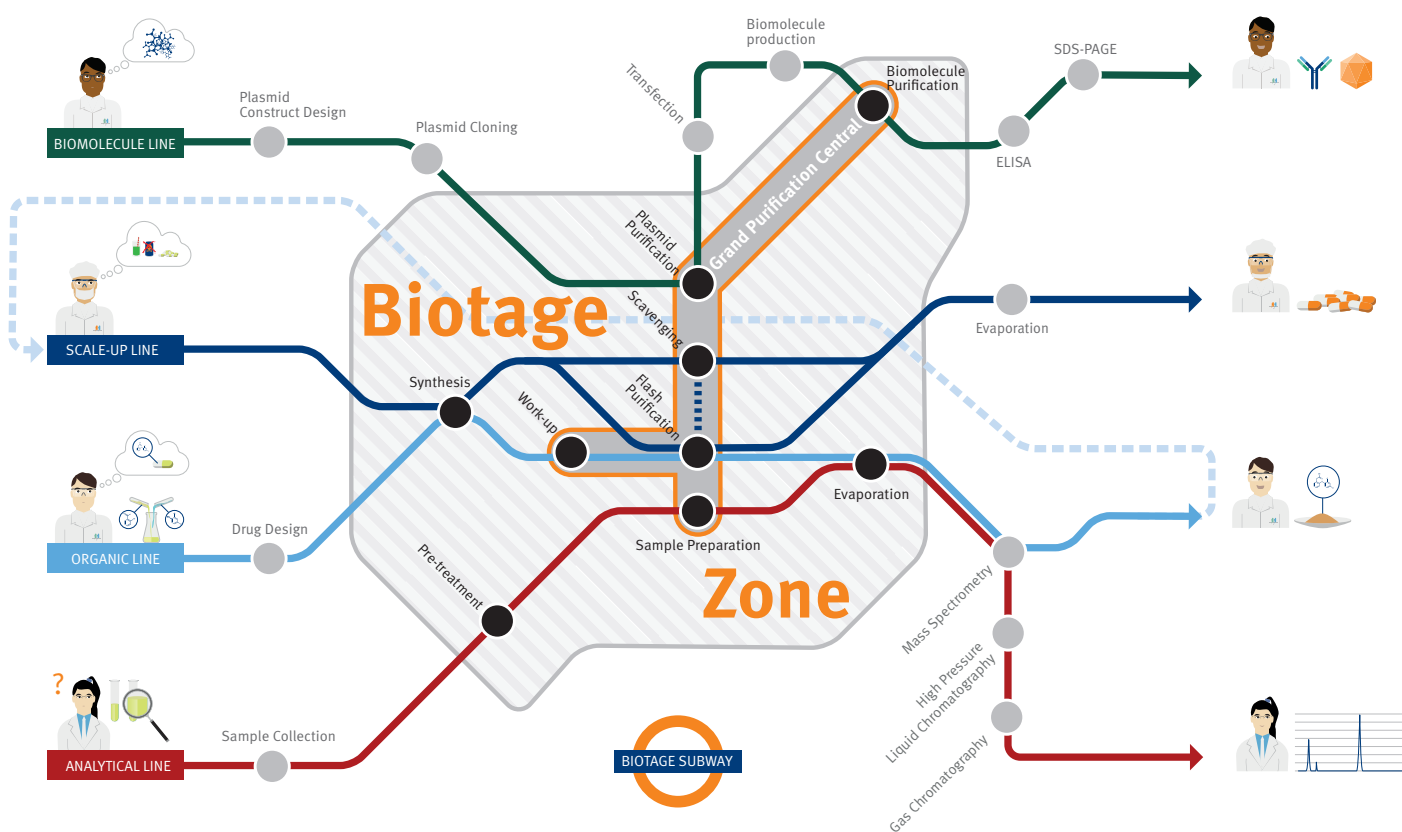 Biomolecule
production
SDS-PAGE
Transfection
Biomolecule
Purification
Plasmid
Construct Design
Plasmid Cloning
BIOMOLECULE LINE
ELISA
Grand Purification Central
Plasmid
Purification
Biotage
Scavenging
Evaporation
SCALE-UP LINE
Synthesis
Flash
Purification
Work-up
Evaporation
Drug Design
ORGANIC LINE
Sample Preparation
Pre-treatment
Zone
Mass Spectrometry
High Pressure
Liquid Chromatography
?
Sample Collection
ANALYTICAL LINE
BIOTAGE SUBWAY
Gas Chromatography